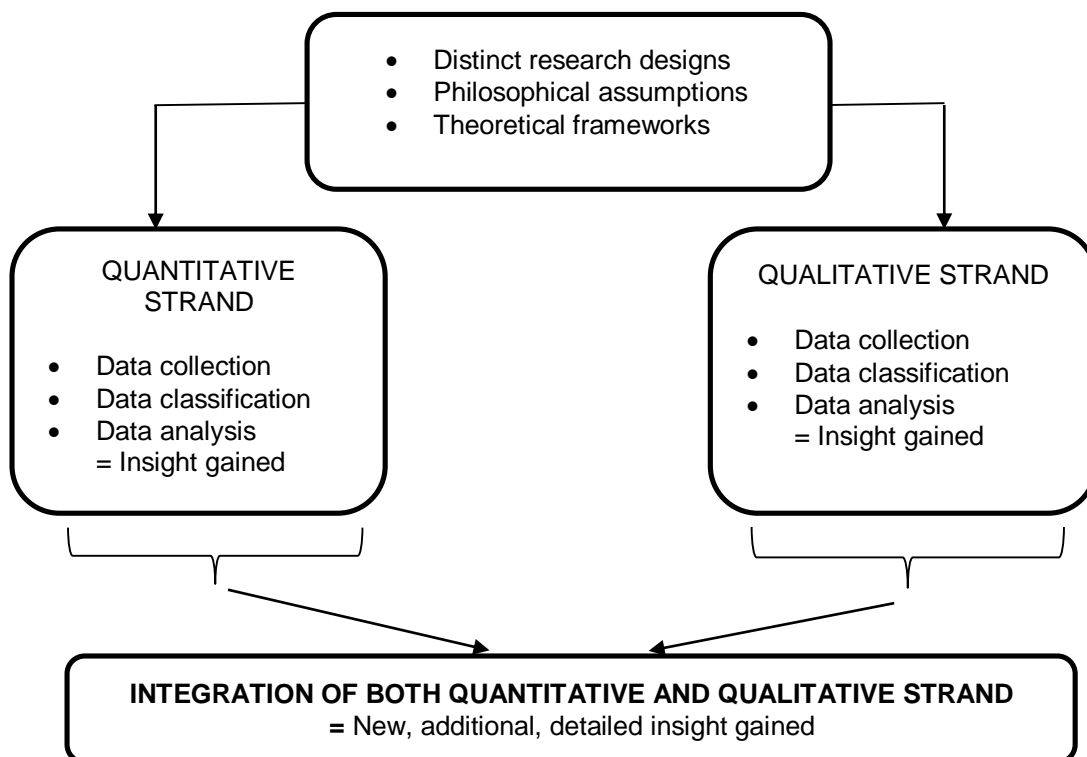 • Distinct research designs
• Philosophical assumptions
• Theoretical frameworks
QUANTITATIVE
STRAND
• Data collection
• Data classification
• Data analysis
= Insight gained
QUALITATIVE STRAND
• Data collection
• Data classification
• Data analysis
= Insight gained
INTEGRATION OF BOTH QUANTITATIVE AND QUALITATIVE STRAND
= New, additional, detailed insight gained